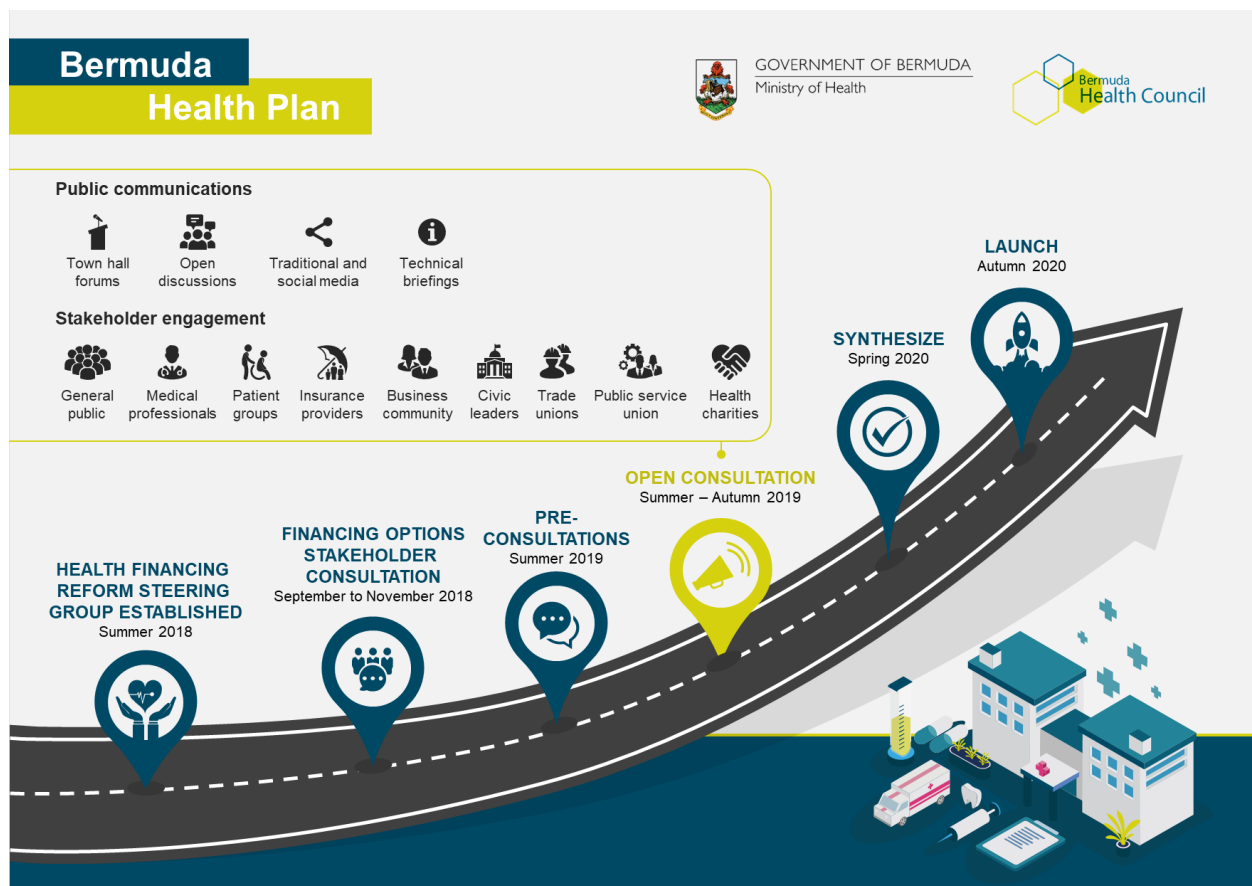 Bermuda
Health Plan
GOVERNMENT OF BERMUDA
Ministry of Health
Bermuda
Health Council
Public communications
Town hall
forums
Open
discussions
Traditional and
social media
Technical
briefings
Stakeholder engagement
General
public
Medical
professionals
Patient
groups
Insurance
providers
Business
community
Civic
leaders
Trade
unions
Public service
union
Health
charities
HEALTH FINANCING
REFORM STEERING
GROUP ESTABLISHED
Summer 2018
FINANCING OPTIONS
STAKEHOLDER
CONSULTATION
September to November 2018
PRE-
CONSULTATIONS
Summer 2019
OPEN CONSULTATION
Summer – Autumn 2019
SYNTHESIZE
Spring 2020
LAUNCH
Autumn 2020